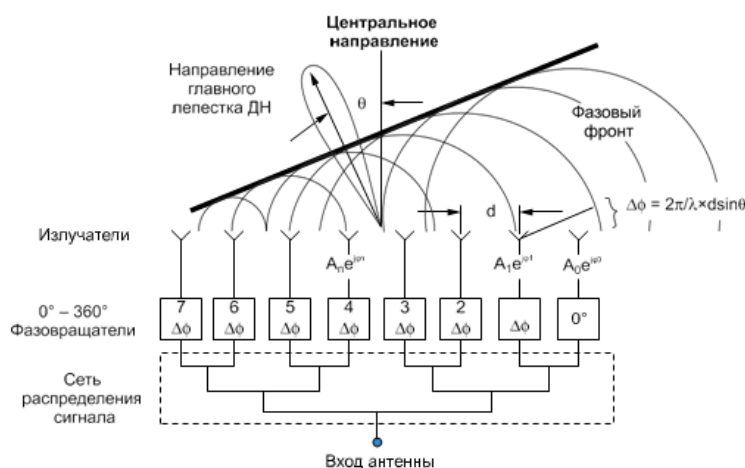 Центральное
направление
Направление
главного
лепестка ДН
θ
Фазовый
фронт
d
Δϕ = 2π/λ×dsinθ
Излучатели
Aₙe^jφn
A₁e^jφ1
A₀e^jφ0
0° – 360°
Фазовращатели
7 Δϕ
6 Δϕ
5 Δϕ
4 Δϕ
3 Δϕ
2 Δϕ
Δϕ
0°
Сеть
распределения
сигнала
Вход антенны